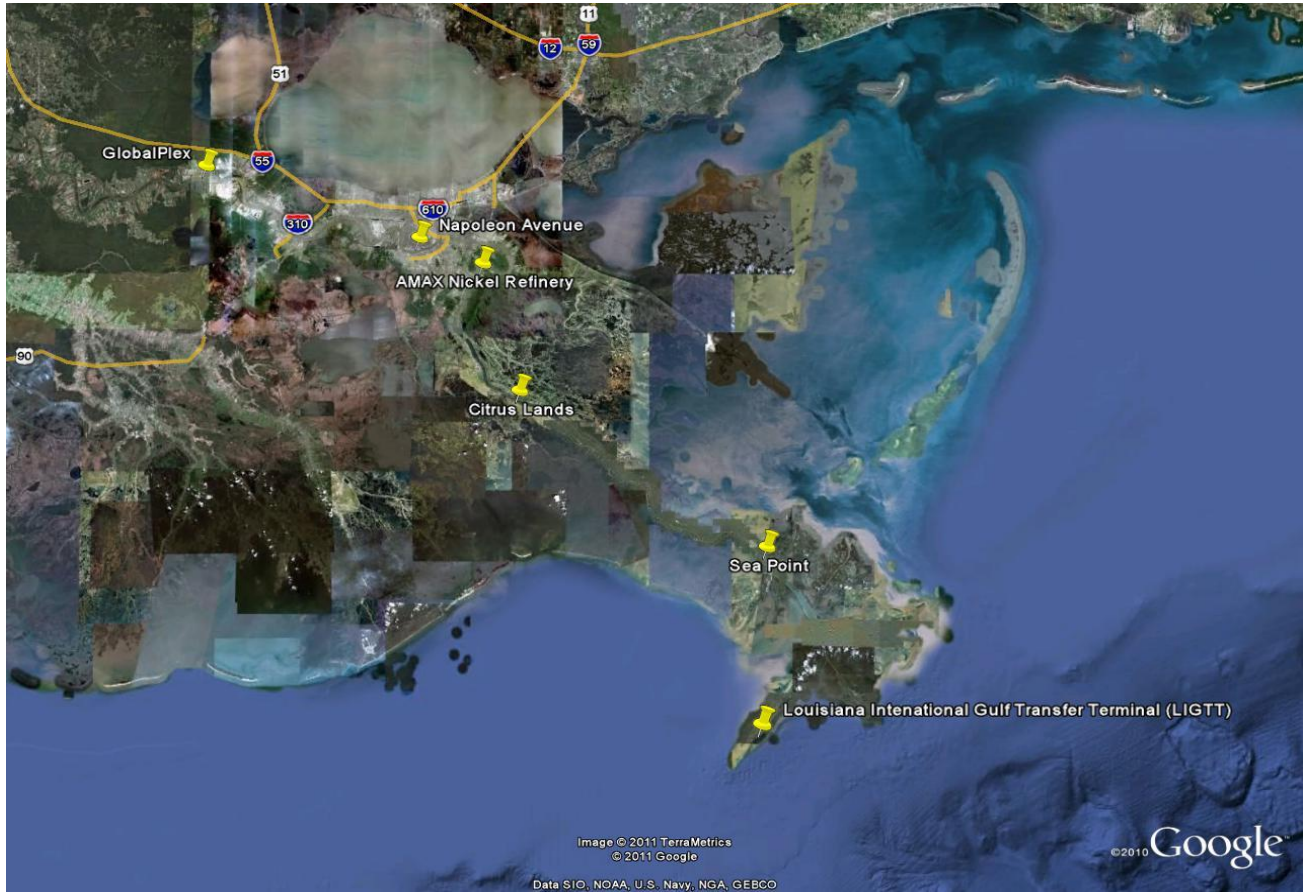 11
12
59
51
GlobalPlex
55
610
310
Napoleon Avenue
AMAX Nickel Refinery
90
Citrus Lands
Sea Point
Louisiana Intenational Gulf Transfer Terminal (LIGTT)
Image © 2011 TerraMetrics
© 2011 Google
©2010 Google™
Data SIO, NOAA, U.S. Navy, NGA, GEBCO